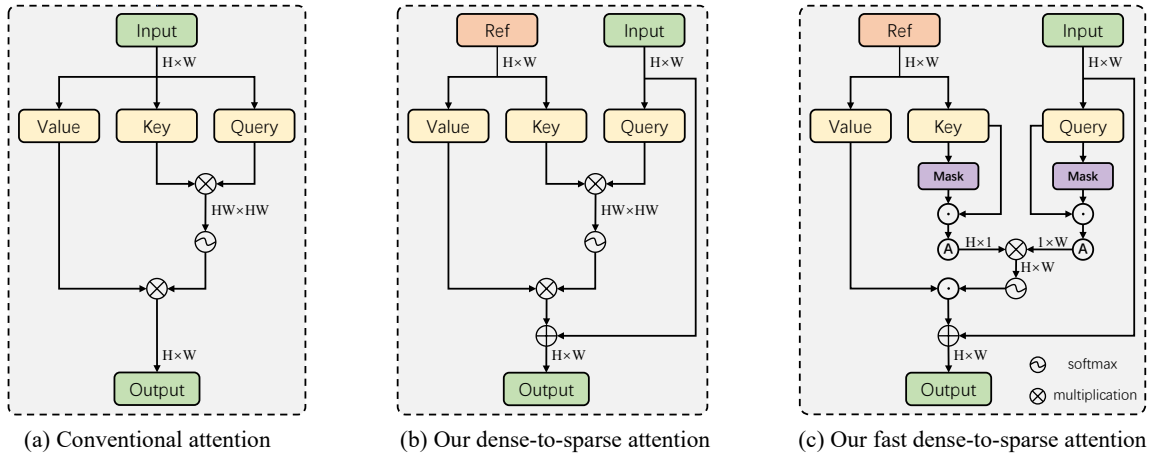 Input
H×W
Value
Key
Query
HW×HW
H×W
Output
(a) Conventional attention
Ref
Input
H×W
H×W
Value
Key
Query
HW×HW
H×W
Output
(b) Our dense-to-sparse attention
Ref
Input
H×W
H×W
Value
Key
Query
Mask
Mask
A
H×1
1×W
A
H×W
H×W
Output
softmax
multiplication
(c) Our fast dense-to-sparse attention